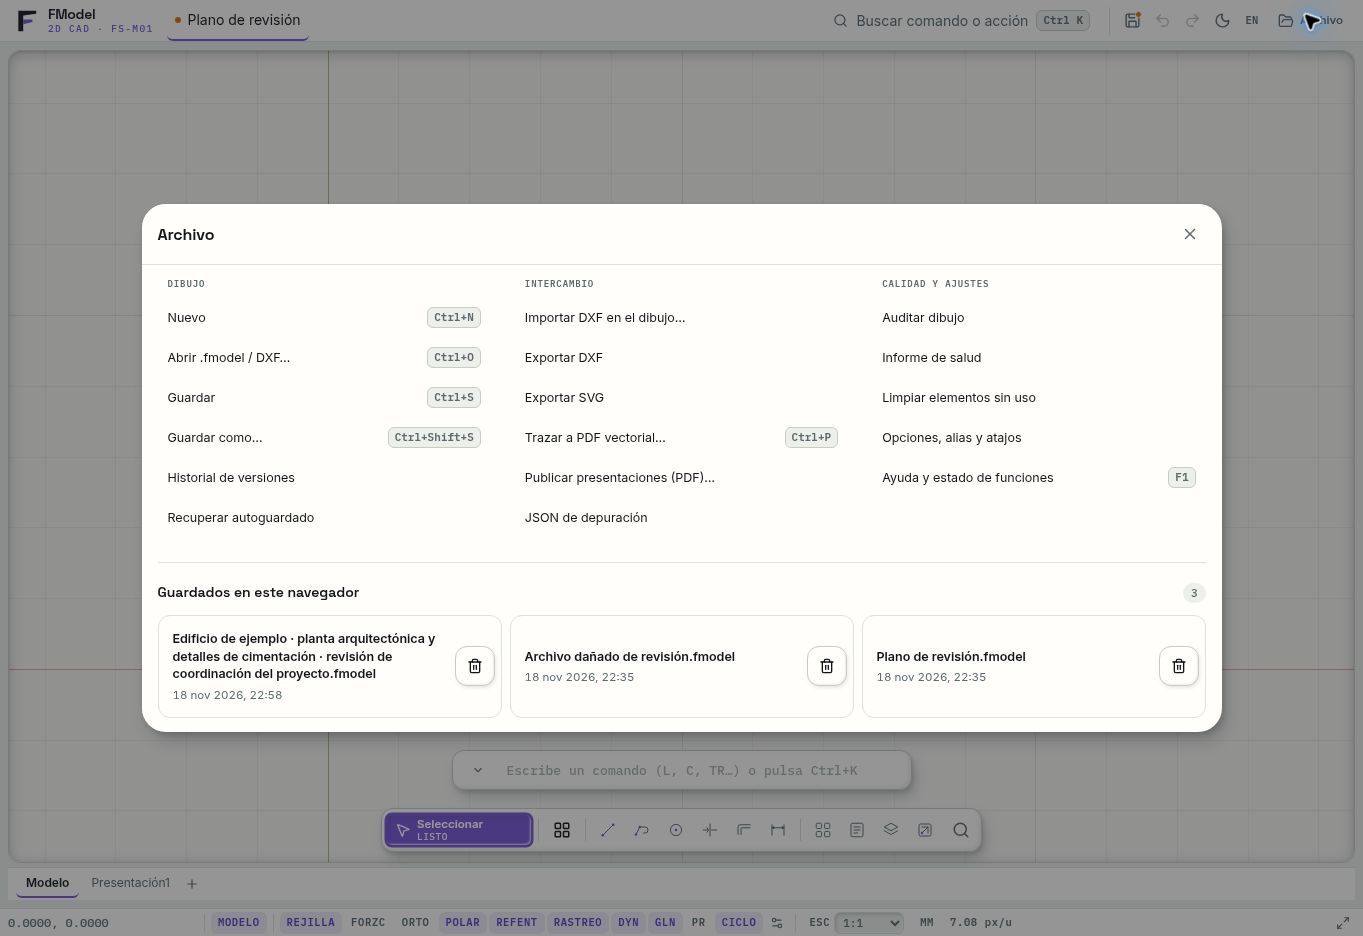 FModel
2D CAD · FS-M01
Plano de revisión
Buscar comando o acción
Ctrl K
EN
Archivo
×
DIBUJO
Nuevo Ctrl+N
Abrir .fmodel / DXF... Ctrl+O
Guardar Ctrl+S
Guardar como... Ctrl+Shift+S
Historial de versiones
Recuperar autoguardado
INTERCAMBIO
Importar DXF en el dibujo...
Exportar DXF
Exportar SVG
Trazar a PDF vectorial... Ctrl+P
Publicar presentaciones (PDF)...
JSON de depuración
CALIDAD Y AJUSTES
Auditar dibujo
Informe de salud
Limpiar elementos sin uso
Opciones, alias y atajos
Ayuda y estado de funciones F1
Guardados en este navegador 3
Edificio de ejemplo · planta arquitectónica y
detalles de cimentación · revisión de
coordinación del proyecto.fmodel
18 nov 2026, 22:58
Archivo dañado de revisión.fmodel
18 nov 2026, 22:35
Plano de revisión.fmodel
18 nov 2026, 22:35
Escribe un comando (L, C, TR…) o pulsa Ctrl+K
Seleccionar
LISTO
Modelo Presentación1 +
0.0000, 0.0000 MODELO REJILLA FORZC ORTO POLAR REFENT RASTREO DYN GLN PR CICLO ESC 1:1 MM 7.08 px/u